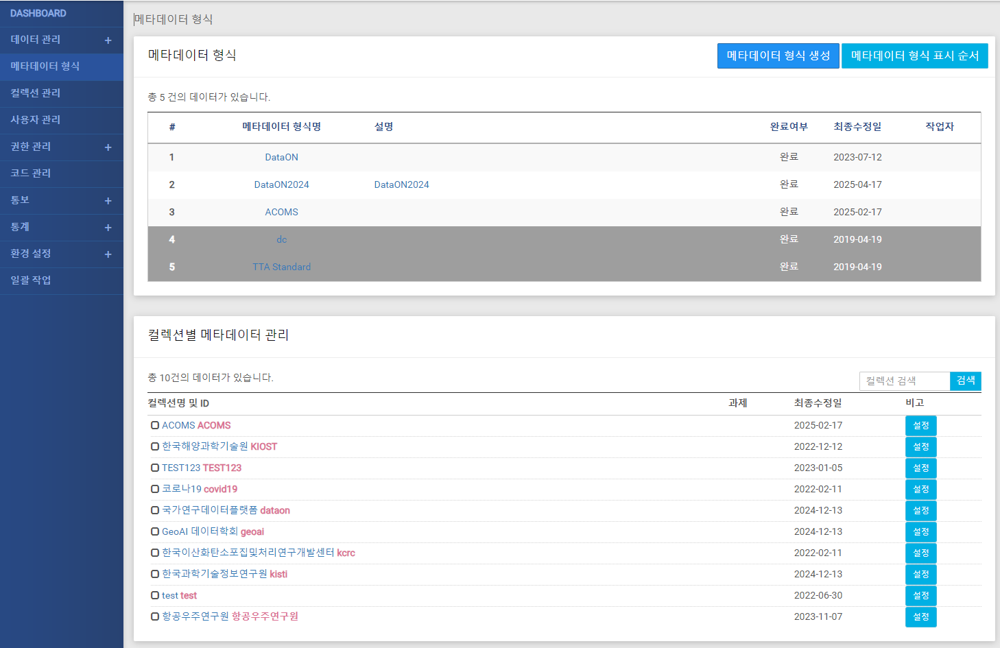 DASHBOARD
데이터 관리 +
메타데이터 형식
컬렉션 관리
사용자 관리
권한 관리 +
코드 관리
통보 +
통계 +
환경 설정 +
일괄 작업
메타데이터 형식
메타데이터 형식
메타데이터 형식 생성 메타데이터 형식 표시 순서
총 5 건의 데이터가 있습니다.
# 메타데이터 형식명 설명 완료여부 최종수정일 작업자
1 DataON 완료 2023-07-12
2 DataON2024 DataON2024 완료 2025-04-17
3 ACOMS 완료 2025-02-17
4 dc 완료 2019-04-19
5 TTA Standard 완료 2019-04-19
컬렉션별 메타데이터 관리
총 10건의 데이터가 있습니다.
컬렉션 검색 검색
컬렉션명 및 ID 과제 최종수정일 비고
ACOMS ACOMS 2025-02-17 설정
한국해양과학기술원 KIOST 2022-12-12 설정
TEST123 TEST123 2023-01-05 설정
코로나19 covid19 2022-02-11 설정
국가연구데이터플랫폼 dataon 2024-12-13 설정
GeoAI 데이터학회 geoai 2024-12-13 설정
한국이산화탄소포집및처리연구개발센터 kcrc 2022-02-11 설정
한국과학기술정보연구원 kisti 2024-12-13 설정
test test 2022-06-30 설정
항공우주연구원 항공우주연구원 2023-11-07 설정